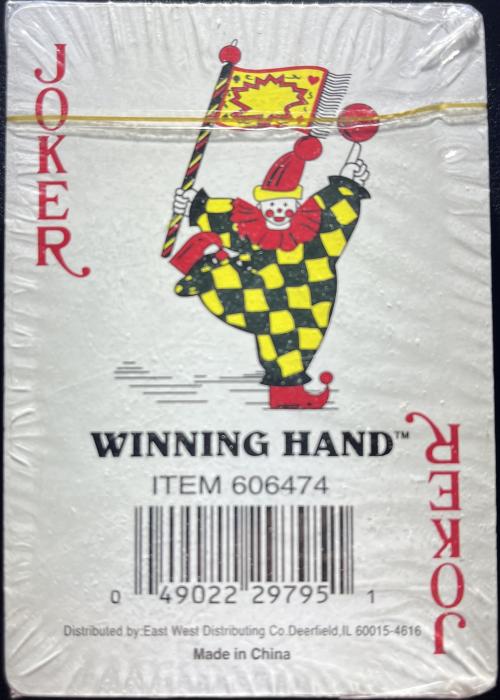 JOKER
WINNING HAND™
ITEM 606474
0 49022 29795 1
Distributed by:East West Distributing Co.Deerfield,IL 60015-4616
Made in China
JOKER